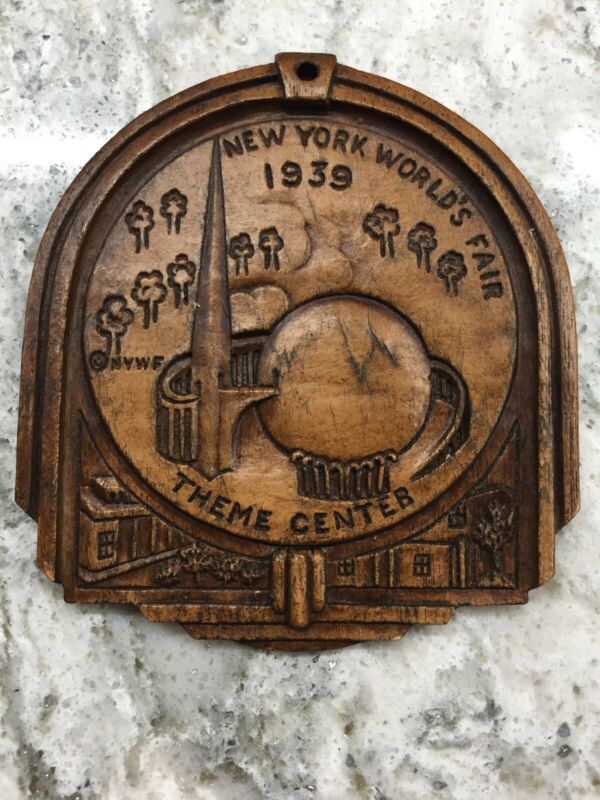 NEW YORK WORLD'S FAIR
1939
©NYWF
THEME CENTER